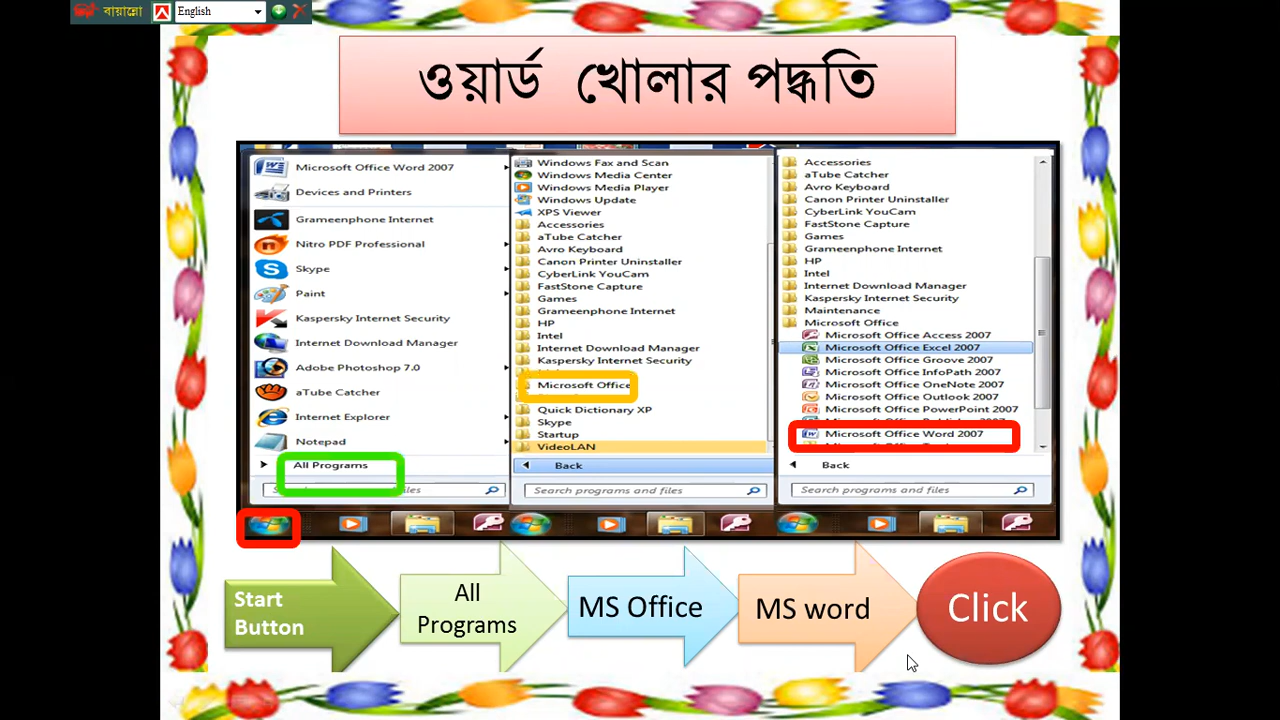 বায়ান্নো
English
ওয়ার্ড খোলার পদ্ধতি
Microsoft Office Word 2007
Devices and Printers
Grameenphone Internet
Nitro PDF Professional
Skype
Paint
Kaspersky Internet Security
Internet Download Manager
Adobe Photoshop 7.0
aTube Catcher
Internet Explorer
Notepad
All Programs
files
Windows Fax and Scan
Windows Media Center
Windows Media Player
Windows Update
XPS Viewer
Accessories
aTube Catcher
Avro Keyboard
Canon Printer Uninstaller
CyberLink YouCam
FastStone Capture
Games
Grameenphone Internet
HP
Intel
Internet Download Manager
Kaspersky Internet Security
Microsoft Office
Quick Dictionary XP
Skype
Startup
VideoLAN
Back
Search programs and files
Accessories
aTube Catcher
Avro Keyboard
Canon Printer Uninstaller
CyberLink YouCam
FastStone Capture
Games
Grameenphone Internet
HP
Intel
Internet Download Manager
Kaspersky Internet Security
Maintenance
Microsoft Office
Microsoft Office Access 2007
Microsoft Office Excel 2007
Microsoft Office Groove 2007
Microsoft Office InfoPath 2007
Microsoft Office OneNote 2007
Microsoft Office Outlook 2007
Microsoft Office PowerPoint 2007
Microsoft Office Word 2007
Back
Search programs and files
Start
Button
All
Programs
MS Office
MS word
Click